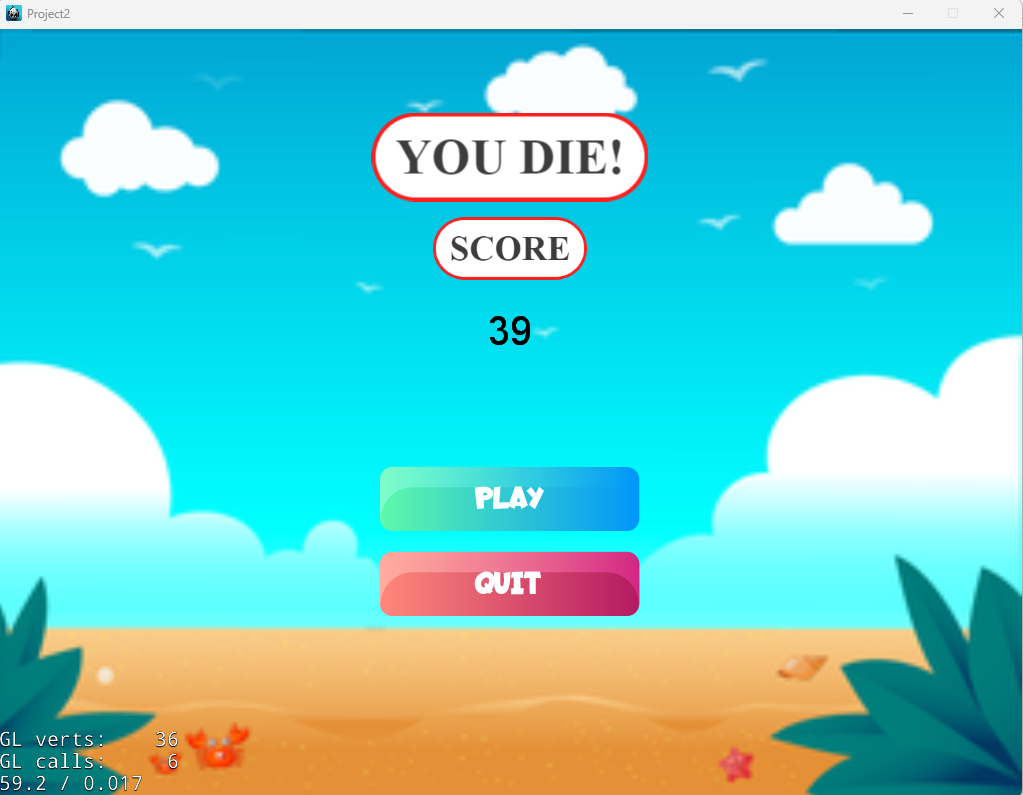 Project2
YOU DIE!
SCORE
39
PLAY
QUIT
GL verts: 36
GL calls: 6
59.2 / 0.017